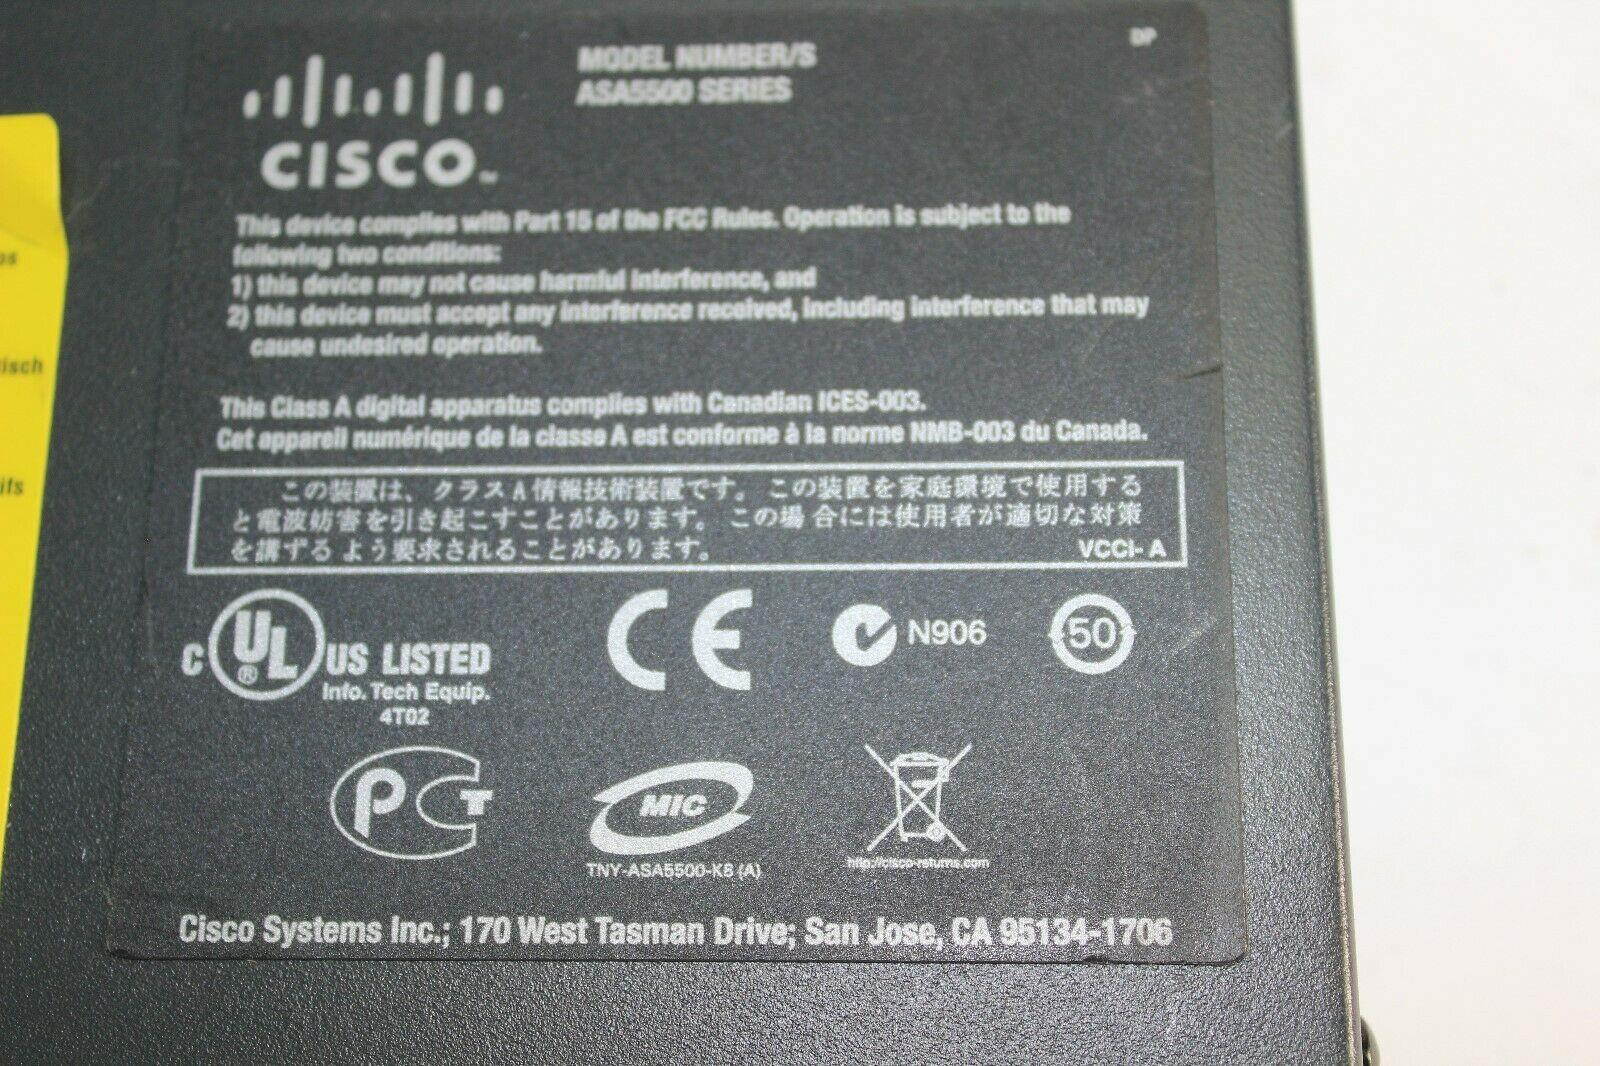 MODEL NUMBER/S
ASA5500 SERIES
DP
CISCO™
This device complies with Part 15 of the FCC Rules. Operation is subject to the
following two conditions:
1) this device may not cause harmful interference, and
2) this device must accept any interference received, including interference that may
cause undesired operation.
This Class A digital apparatus complies with Canadian ICES-003.
Cet appareil numérique de la classe A est conforme à la norme NMB-003 du Canada.
この装置は、クラスA情報技術装置です。この装置を家庭環境で使用する
と電波妨害を引き起こすことがあります。この場合には使用者が適切な対策
を講ずるよう要求されることがあります。 VCCI-A
C UL® US LISTED
Info. Tech Equip.
4T02
CE
N906
50
PCT
MIC
TNY-ASA5500-K8 (A)
http://cisco-returns.com
Cisco Systems Inc.; 170 West Tasman Drive; San Jose, CA 95134-1706
isch